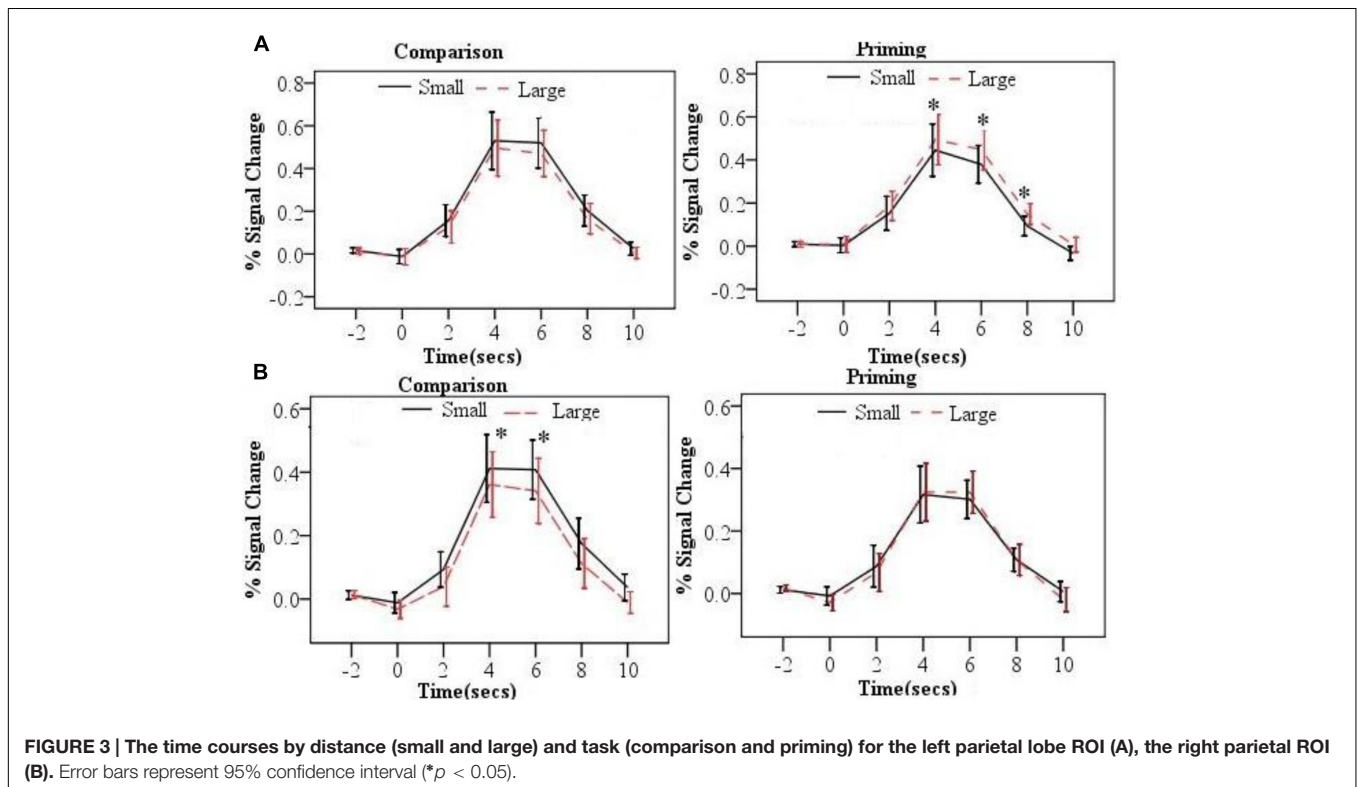 A
Comparison
Priming
Small Large
Small Large
% Signal Change
0.8
0.6
0.4
0.2
0.0
-0.2
-2 0 2 4 6 8 10
Time(secs)
% Signal Change
0.8
0.6
0.4
0.2
0.0
-0.2
* * *
-2 0 2 4 6 8 10
Time(secs)
B
Comparison
Priming
Small Large
Small Large
% Signal Change
0.6
0.4
0.2
0.0
* *
-2 0 2 4 6 8 10
Time(secs)
% Signal Change
0.6
0.4
0.2
0.0
-2 0 2 4 6 8 10
Time(secs)
FIGURE 3 | The time courses by distance (small and large) and task (comparison and priming) for the left parietal lobe ROI (A), the right parietal ROI
(B). Error bars represent 95% confidence interval (*p < 0.05).